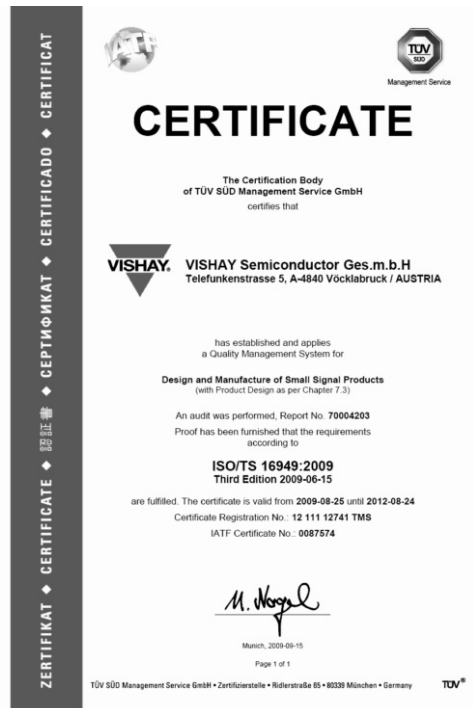 IATF
TÜV
SÜD
Management Service
CERTIFICATE
The Certification Body
of TÜV SÜD Management Service GmbH
certifies that
VISHAY.
VISHAY Semiconductor Ges.m.b.H
Telefunkenstrasse 5, A-4840 Vöcklabruck / AUSTRIA
has established and applies
a Quality Management System for
Design and Manufacture of Small Signal Products
(with Product Design as per Chapter 7.3)
An audit was performed, Report No. 70004203
Proof has been furnished that the requirements
according to
ISO/TS 16949:2009
Third Edition 2009-06-15
are fulfilled. The certificate is valid from 2009-08-25 until 2012-08-24
Certificate Registration No.: 12 111 12741 TMS
IATF Certificate No.: 0087574
M. Nagel
Munich, 2009-09-15
Page 1 of 1
TÜV SÜD Management Service GmbH • Zertifizierstelle • Ridlerstraße 65 • 80339 München • Germany
TÜV®
ZERTIFIKAT ◆ CERTIFICATE ◆ 認証書 ◆ СЕРТИФИКАТ ◆ CERTIFICADO ◆ CERTIFICAT